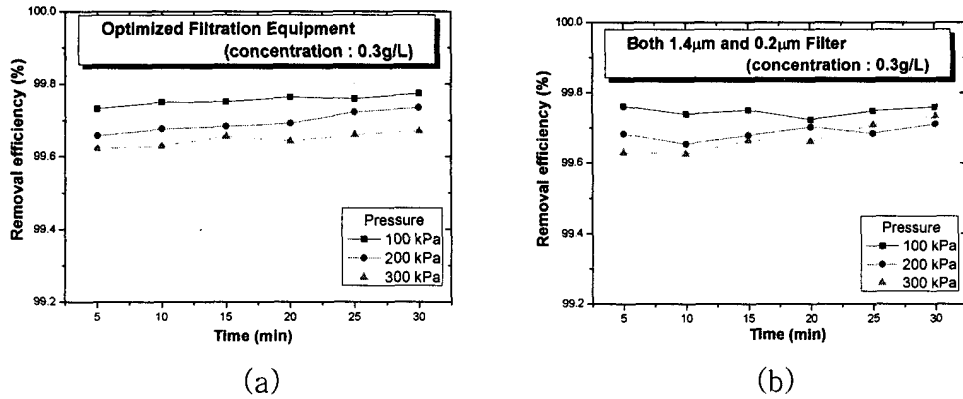 Optimized Filtration Equipment
(concentration : 0.3g/L)
Removal efficiency (%)
100.0
99.8
99.6
99.4
99.2
Pressure
100 kPa
200 kPa
300 kPa
5 10 15 20 25 30
Time (min)
(a)
Both 1.4μm and 0.2μm Filter
(concentration : 0.3g/L)
Removal efficiency (%)
100.0
99.8
99.6
99.4
99.2
Pressure
100 kPa
200 kPa
300 kPa
5 10 15 20 25 30
Time (min)
(b)